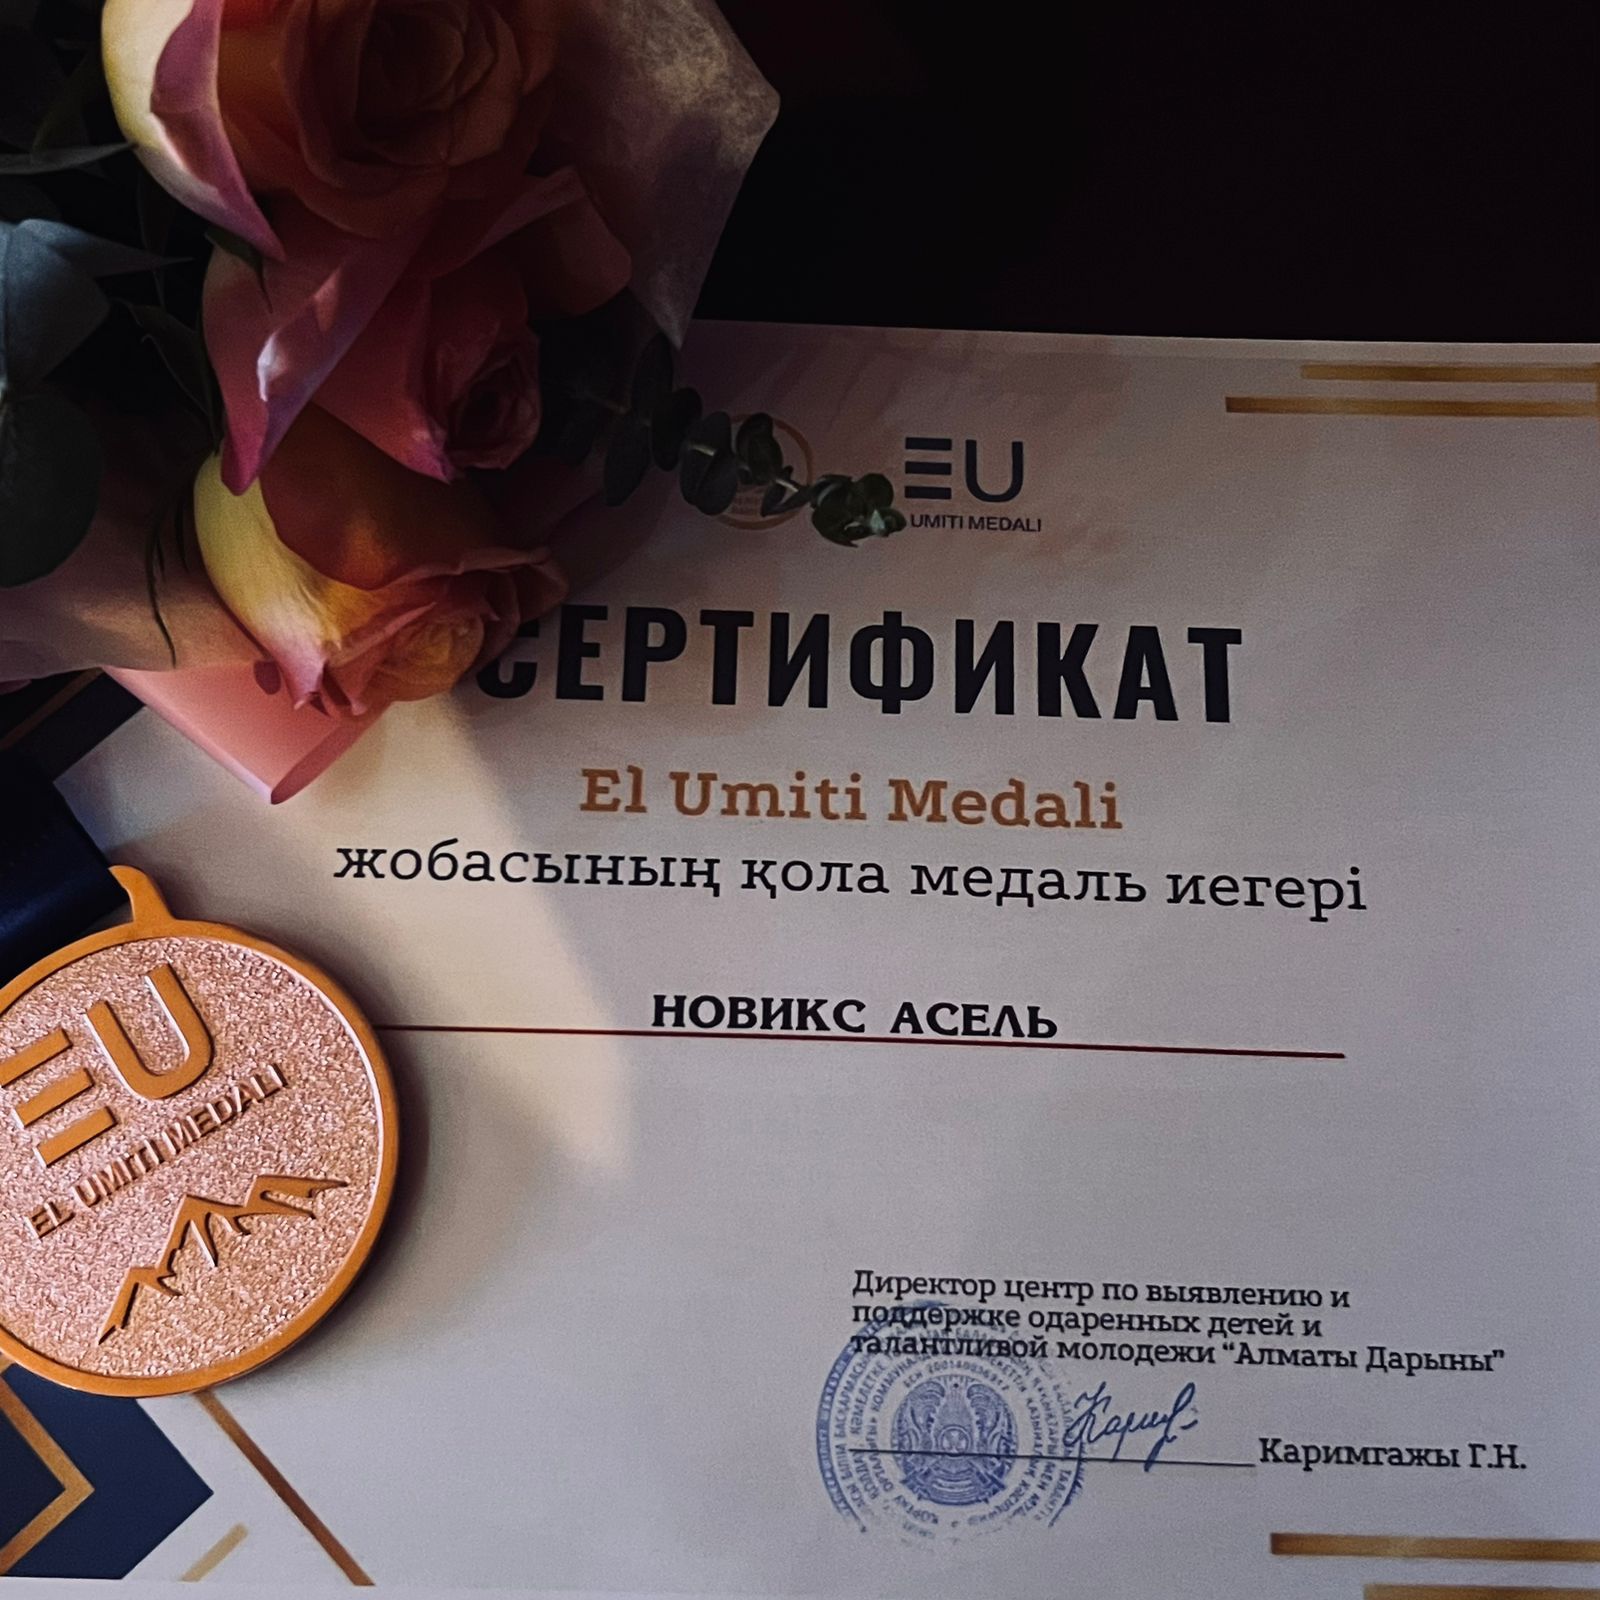 EU
UMITI MEDALI
СЕРТИФИКАТ
El Umiti Medali
жобасының қола медаль иегері
НОВИКС АСЕЛЬ
EU
EL UMITI MEDALI
Директор центр по выявлению и
поддержке одаренных детей и
талантливой молодежи “Алматы Дарыны”
Каримгажы Г.Н.